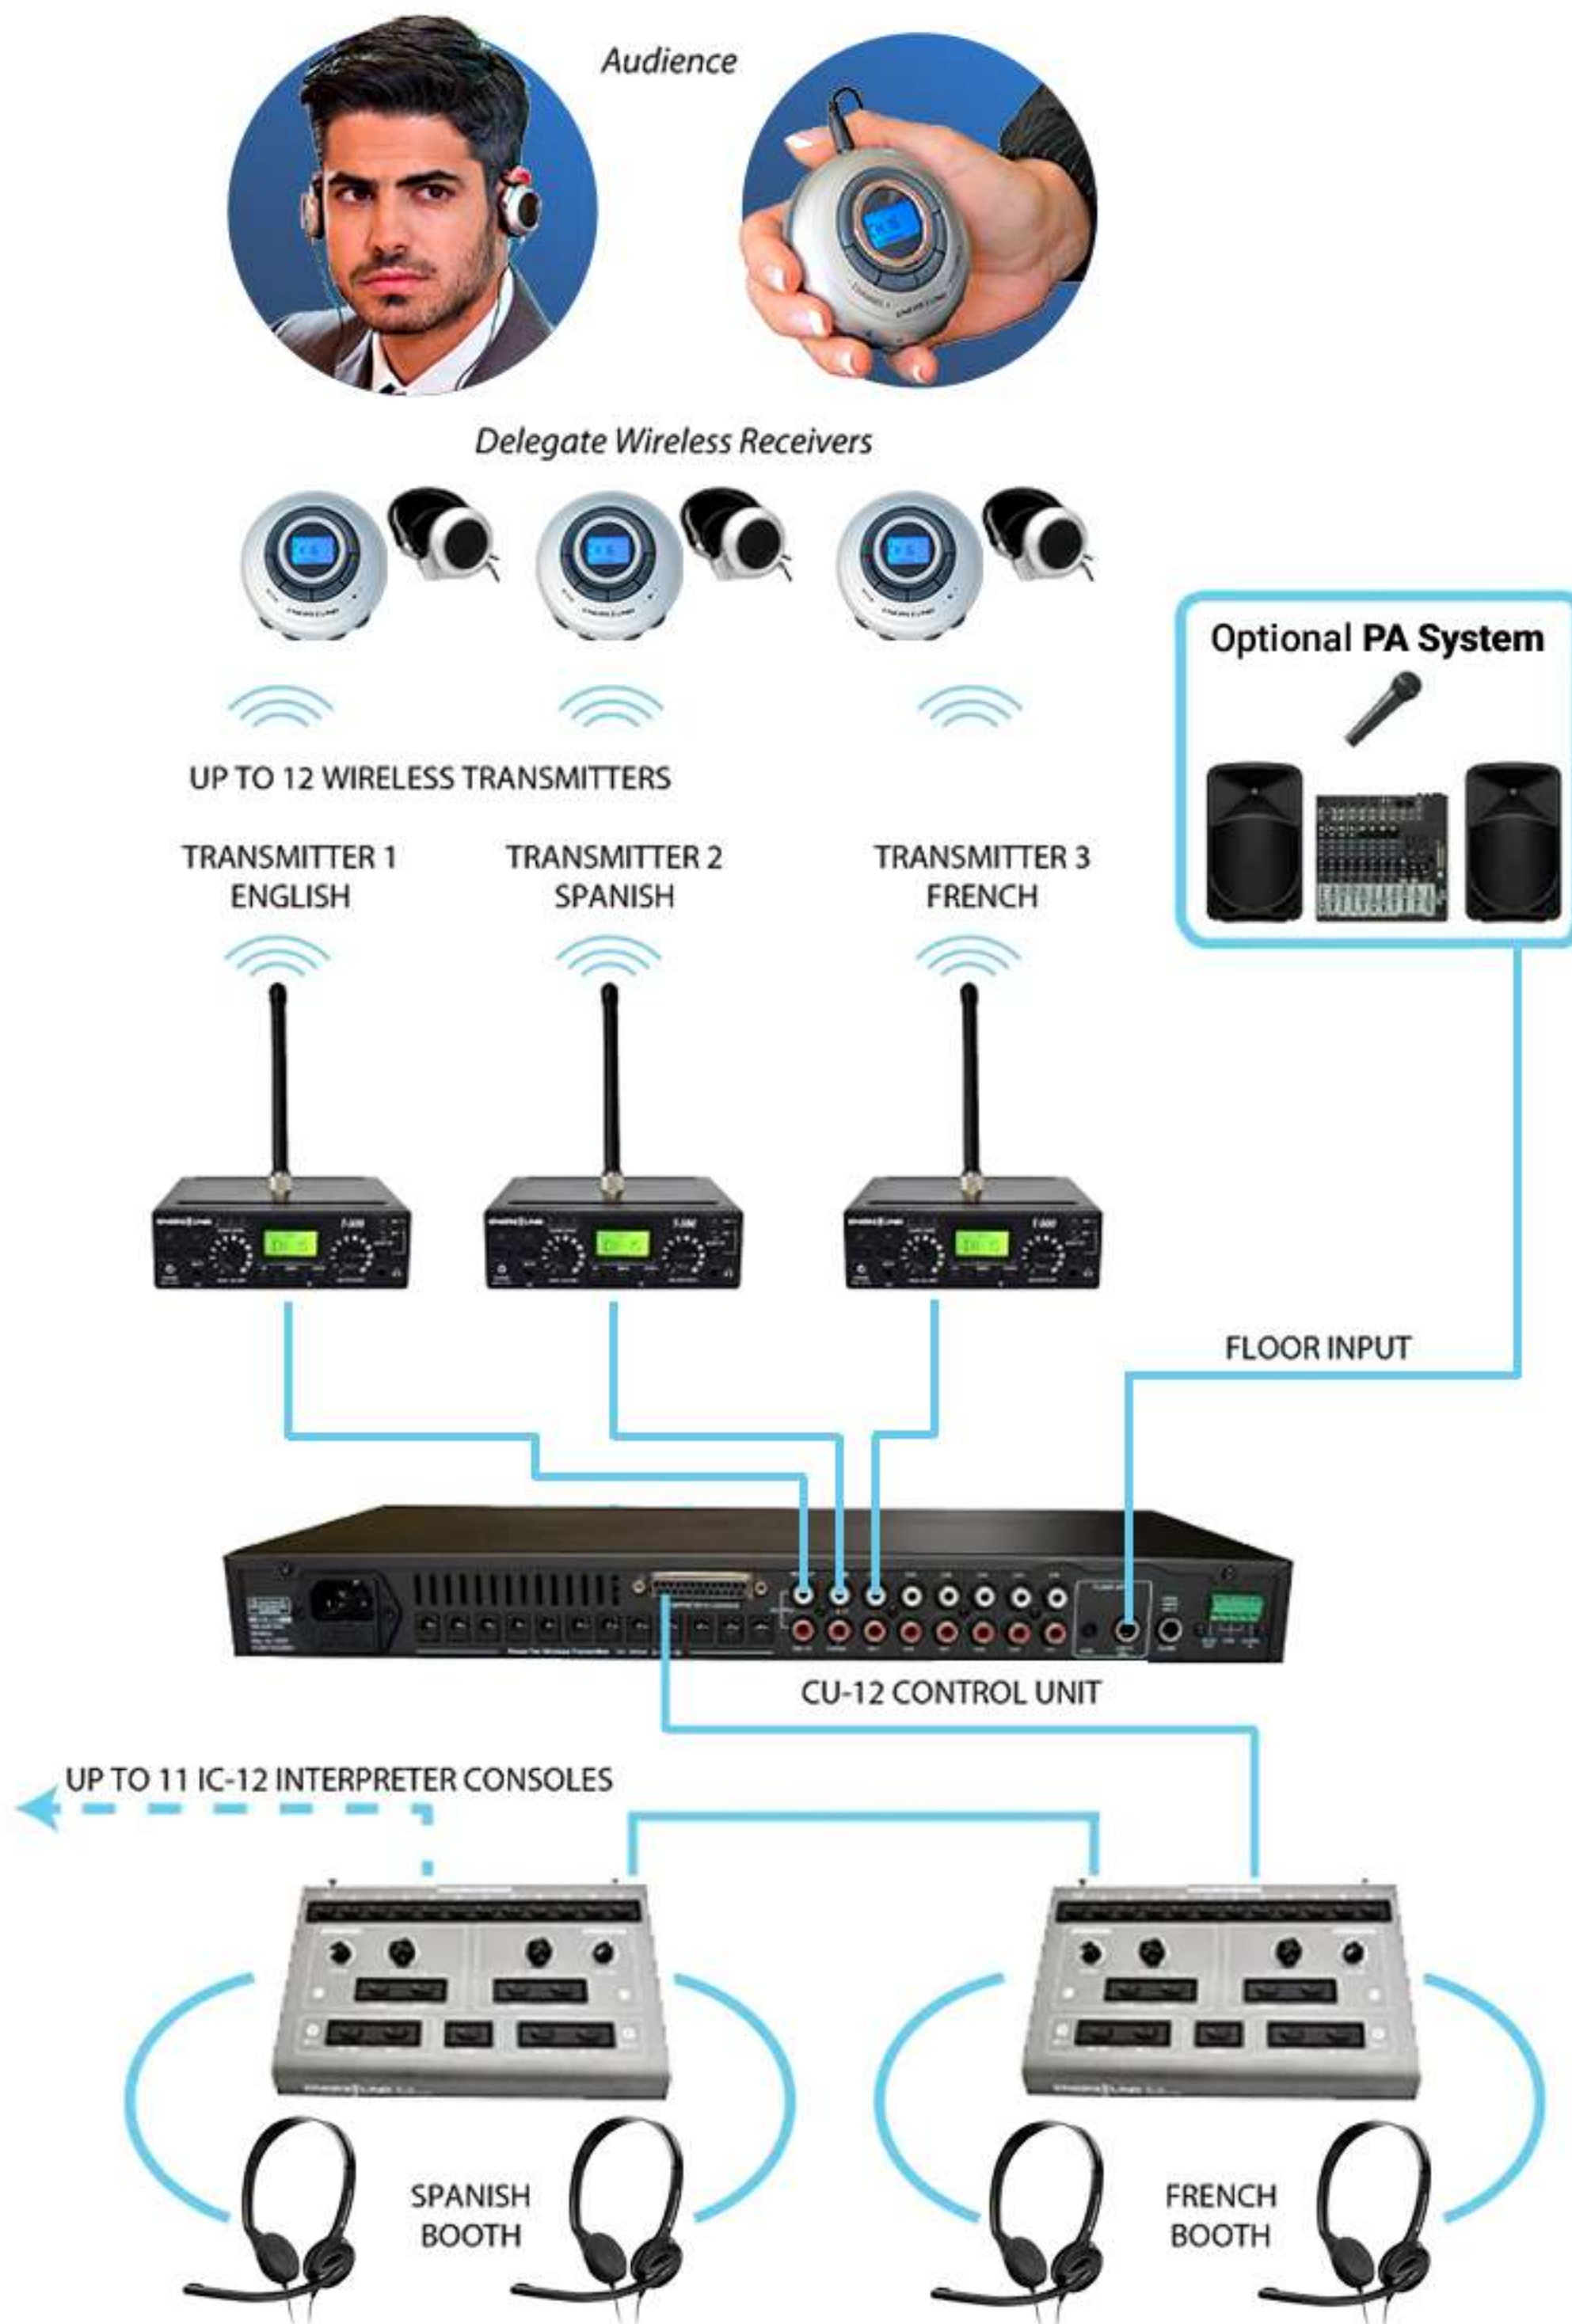 Audience
Delegate Wireless Receivers
Optional PA System
UP TO 12 WIRELESS TRANSMITTERS
TRANSMITTER 1
ENGLISH
TRANSMITTER 2
SPANISH
TRANSMITTER 3
FRENCH
FLOOR INPUT
CU-12 CONTROL UNIT
UP TO 11 IC-12 INTERPRETER CONSOLES
SPANISH
BOOTH
FRENCH
BOOTH